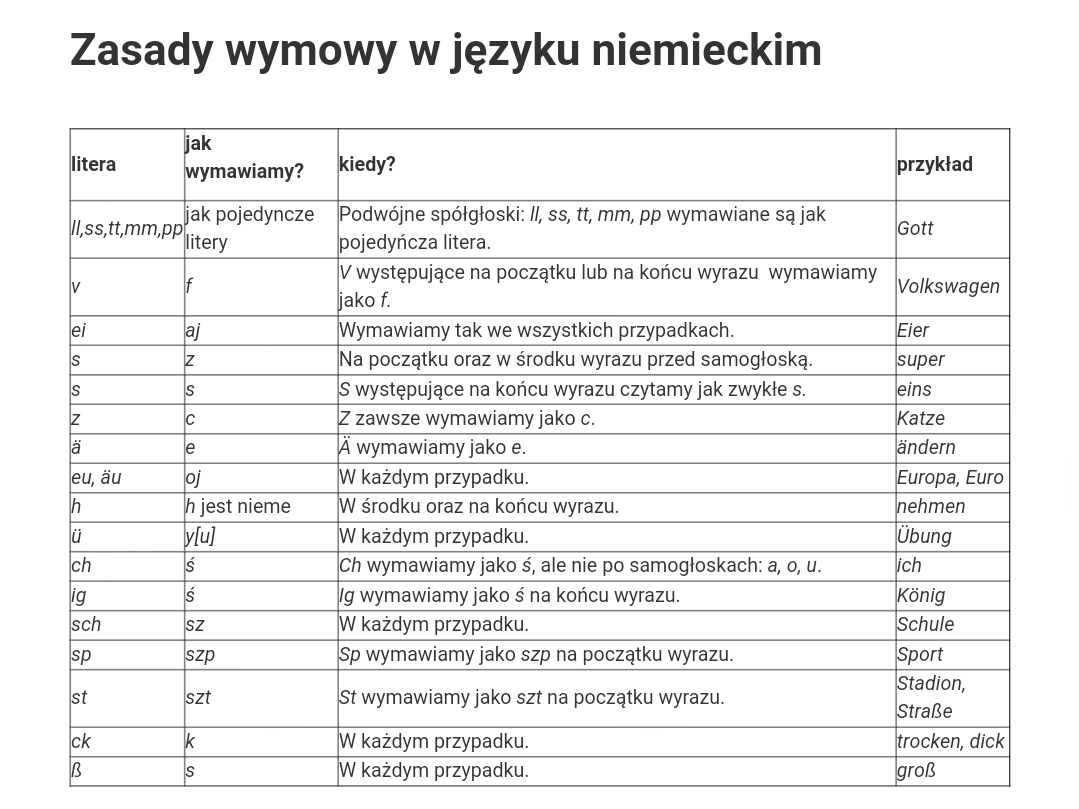 Zasady wymowy w języku niemieckim
litera jak wymawiamy? kiedy? przykład
ll,ss,tt,mm,pp jak pojedyncze litery Podwójne spółgłoski: ll, ss, tt, mm, pp wymawiane są jak pojedyńcza litera. Gott
v f V występujące na początku lub na końcu wyrazu  wymawiamy jako f. Volkswagen
ei aj Wymawiamy tak we wszystkich przypadkach. Eier
s z Na początku oraz w środku wyrazu przed samogłoską. super
s s S występujące na końcu wyrazu czytamy jak zwykłe s. eins
z c Z zawsze wymawiamy jako c. Katze
ä e Ä wymawiamy jako e. ändern
eu, äu oj W każdym przypadku. Europa, Euro
h h jest nieme W środku oraz na końcu wyrazu. nehmen
ü y[u] W każdym przypadku. Übung
ch ś Ch wymawiamy jako ś, ale nie po samogłoskach: a, o, u. ich
ig ś Ig wymawiamy jako ś na końcu wyrazu. König
sch sz W każdym przypadku. Schule
sp szp Sp wymawiamy jako szp na początku wyrazu. Sport
st szt St wymawiamy jako szt na początku wyrazu. Stadion, Straße
ck k W każdym przypadku. trocken, dick
ß s W każdym przypadku. groß